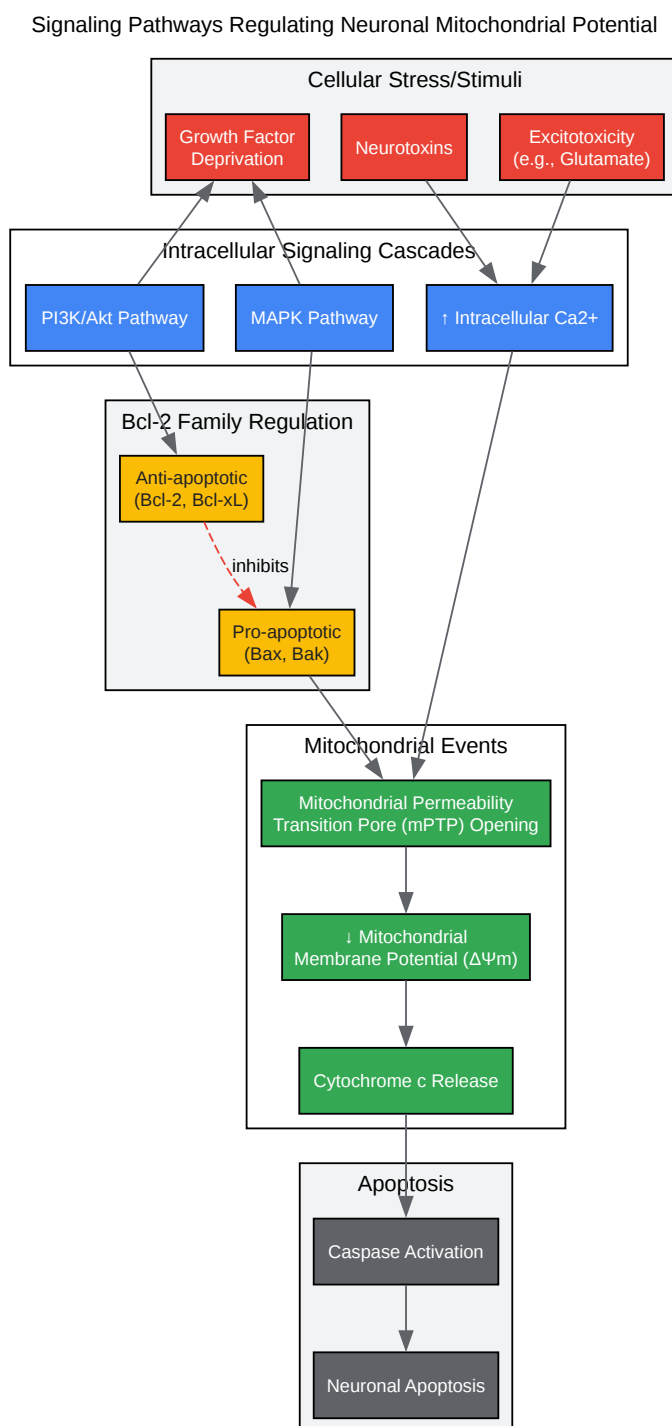 Signaling Pathways Regulating Neuronal Mitochondrial Potential
Cellular Stress/Stimuli
Growth Factor
Deprivation
Neurotoxins
Excitotoxicity
(e.g., Glutamate)
Intracellular Signaling Cascades
PI3K/Akt Pathway
MAPK Pathway
↑ Intracellular Ca2+
Bcl-2 Family Regulation
Anti-apoptotic
(Bcl-2, Bcl-xL)
inhibits
Pro-apoptotic
(Bax, Bak)
Mitochondrial Events
Mitochondrial Permeability
Transition Pore (mPTP) Opening
↓ Mitochondrial
Membrane Potential (ΔΨm)
Cytochrome c Release
Apoptosis
Caspase Activation
Neuronal Apoptosis